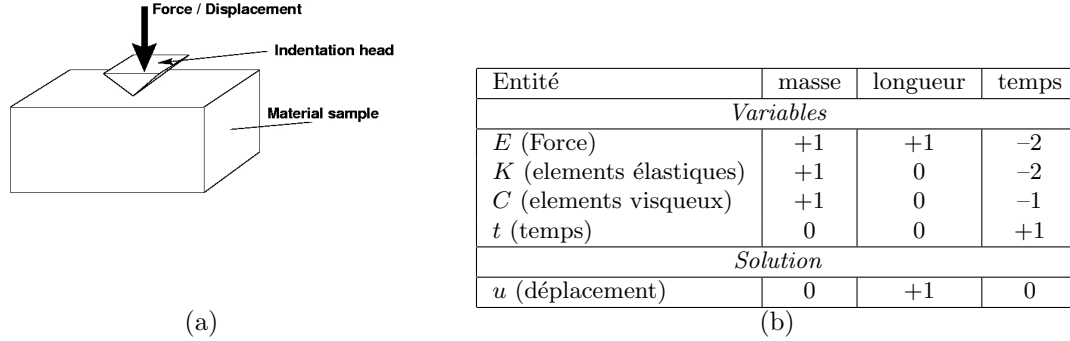 Force / Displacement
Indentation head
Material sample
(a)
Entité masse longueur temps
Variables
E (Force) +1 +1 –2
K (elements élastiques) +1 0 –2
C (elements visqueux) +1 0 –1
t (temps) 0 0 +1
Solution
u (déplacement) 0 +1 0
(b)